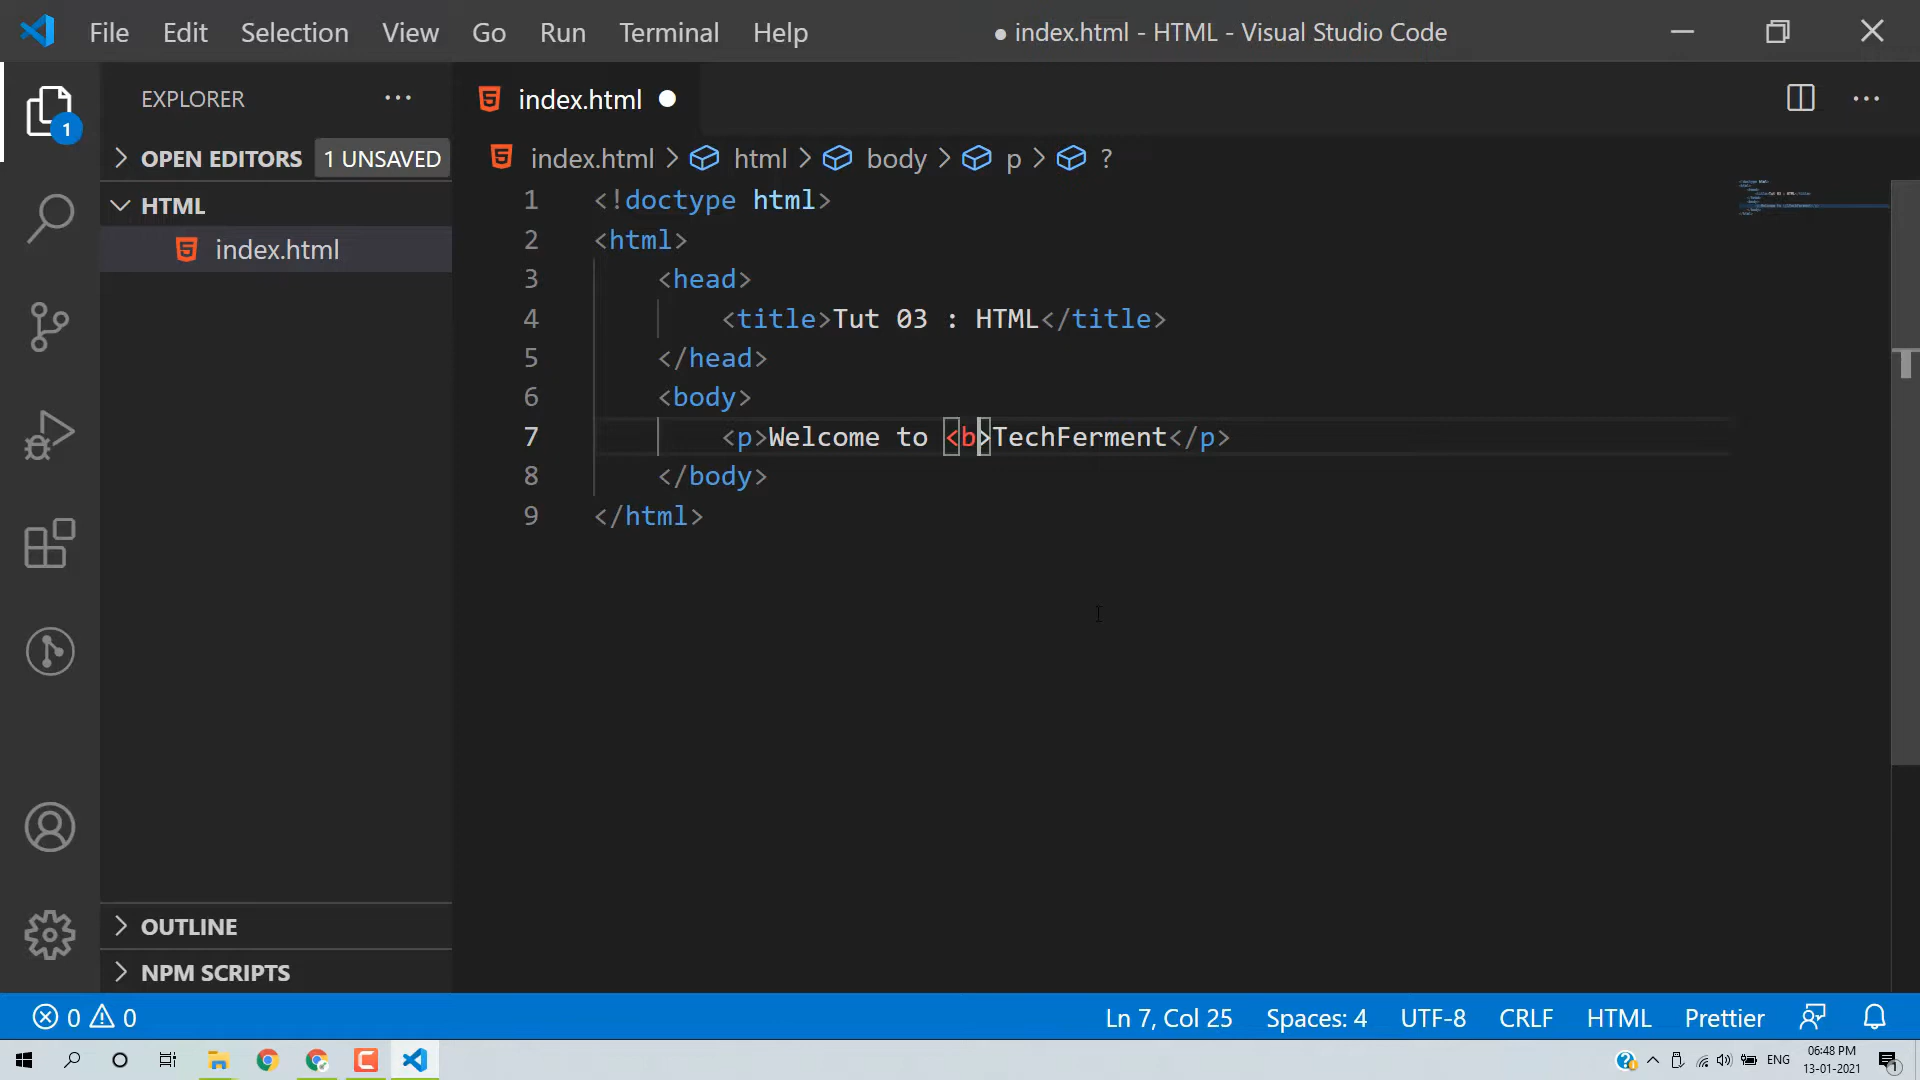 File Edit Selection View Go Run Terminal Help ● index.html - HTML - Visual Studio Code
EXPLORER
index.html
1
OPEN EDITORS 1 UNSAVED
index.html > html > body > p > ?
HTML
index.html
1 <!doctype html>
2 <html>
3 <head>
4 <title>Tut 03 : HTML</title>
5 </head>
6 <body>
7 <p>Welcome to <b>TechFerment</p>
8 </body>
9 </html>
OUTLINE
NPM SCRIPTS
0 0 Ln 7, Col 25 Spaces: 4 UTF-8 CRLF HTML Prettier
ENG 06:48 PM
13-01-2021
1